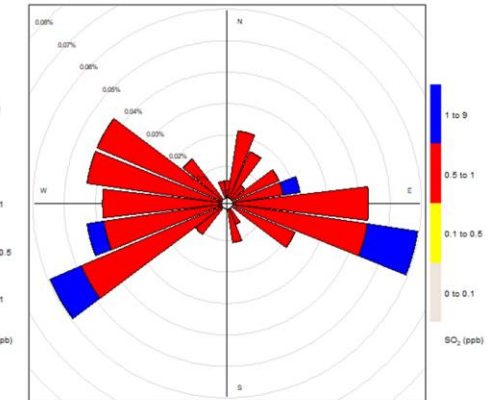 N
0.08%
0.07%
0.06%
0.05%
0.04%
0.03%
0.02%
W
E
S
1 to 9
0.5 to 1
0.1 to 0.5
0 to 0.1
SO₂ (ppb)
1
0.5
1
pb)